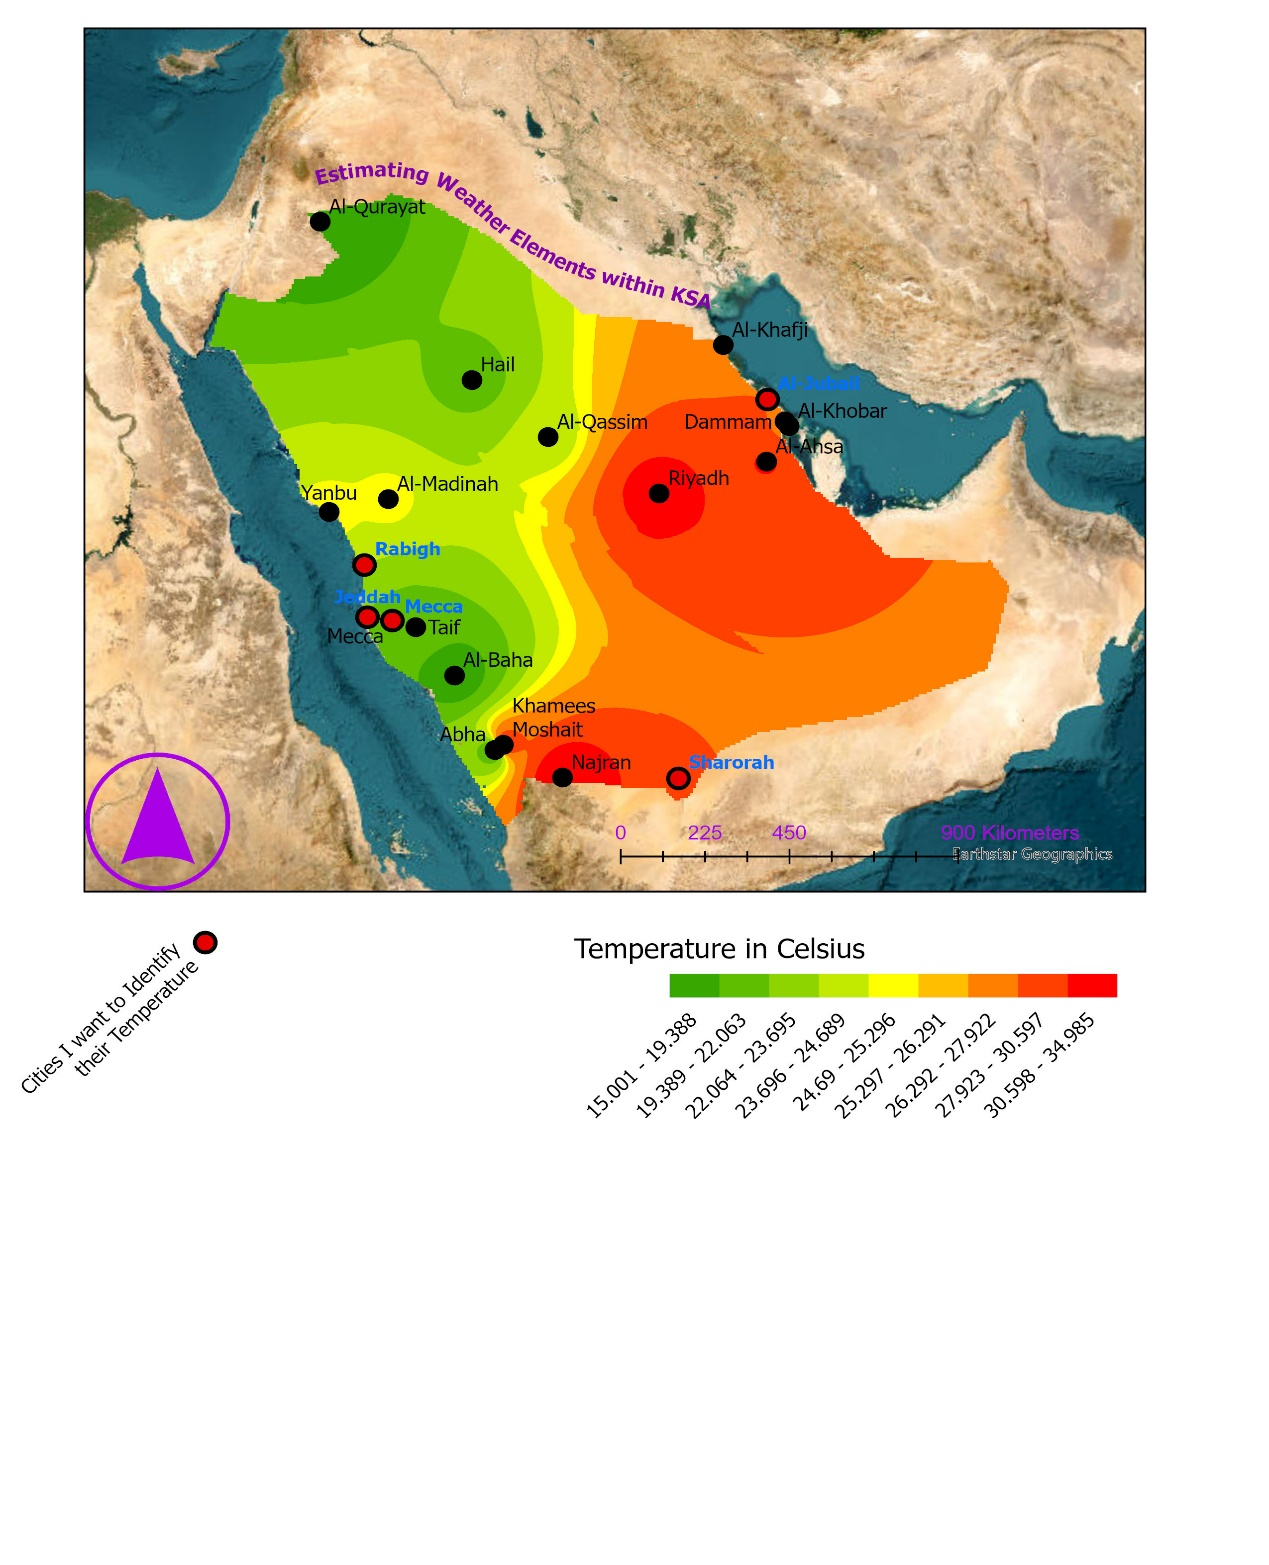 Estimating Weather Elements within KSA
Al-Qurayat
Al-Khafji
Hail
Al-Jubail
Al-Khobar
Al-Qassim
Dammam
Al-Ahsa
Riyadh
Al-Madinah
Yanbu
Rabigh
Jeddah
Mecca
Taif
Mecca
Al-Baha
Khamees
Moshait
Abha
Najran
Sharorah
0 225 450 900 Kilometers
Earthstar Geographics
Cities I want to Identify
their Temperature
Temperature in Celsius
15.001 - 19.388
19.389 - 22.063
22.064 - 23.695
23.696 - 24.689
24.69 - 25.296
25.297 - 26.291
26.292 - 27.922
27.923 - 30.597
30.598 - 34.985